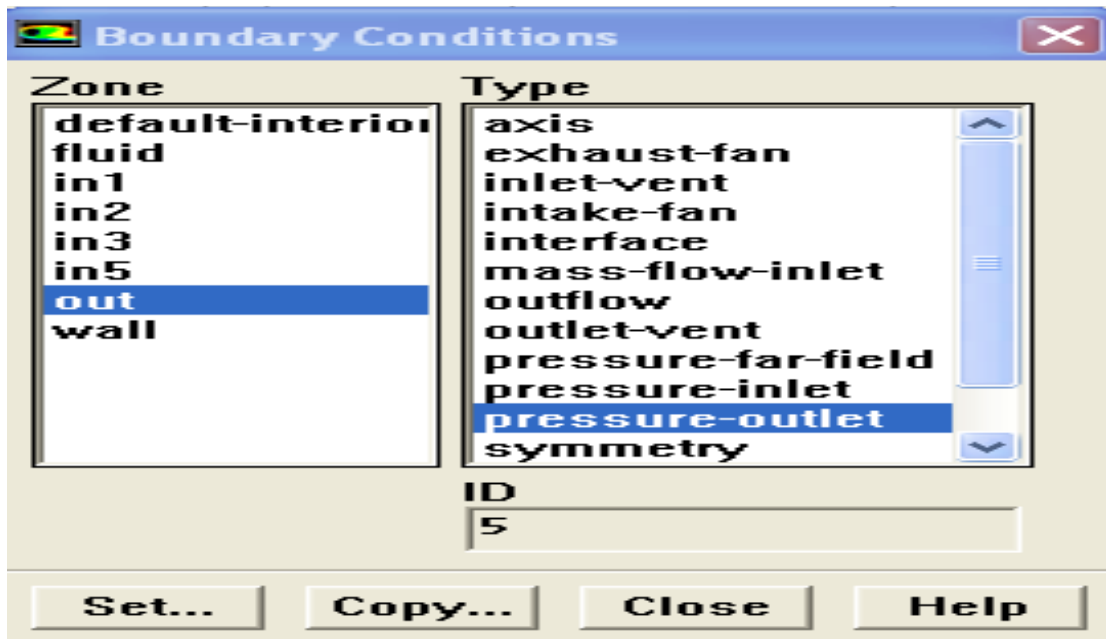 Boundary Conditions
Zone
default-interior
fluid
in1
in2
in3
in5
out
wall
Type
axis
exhaust-fan
inlet-vent
intake-fan
interface
mass-flow-inlet
outflow
outlet-vent
pressure-far-field
pressure-inlet
pressure-outlet
symmetry
ID
5
Set... Copy... Close Help